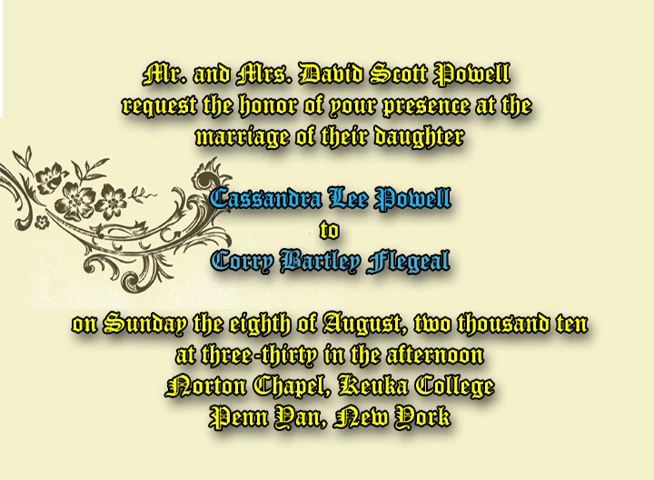 Mr. and Mrs. David Scott Powell
request the honor of your presence at the
marriage of their daughter
Cassandra Lee Powell
to
Corry Bartley Flegeal
on Sunday the eighth of August, two thousand ten
at three-thirty in the afternoon
Norton Chapel, Keuka College
Penn Yan, New York